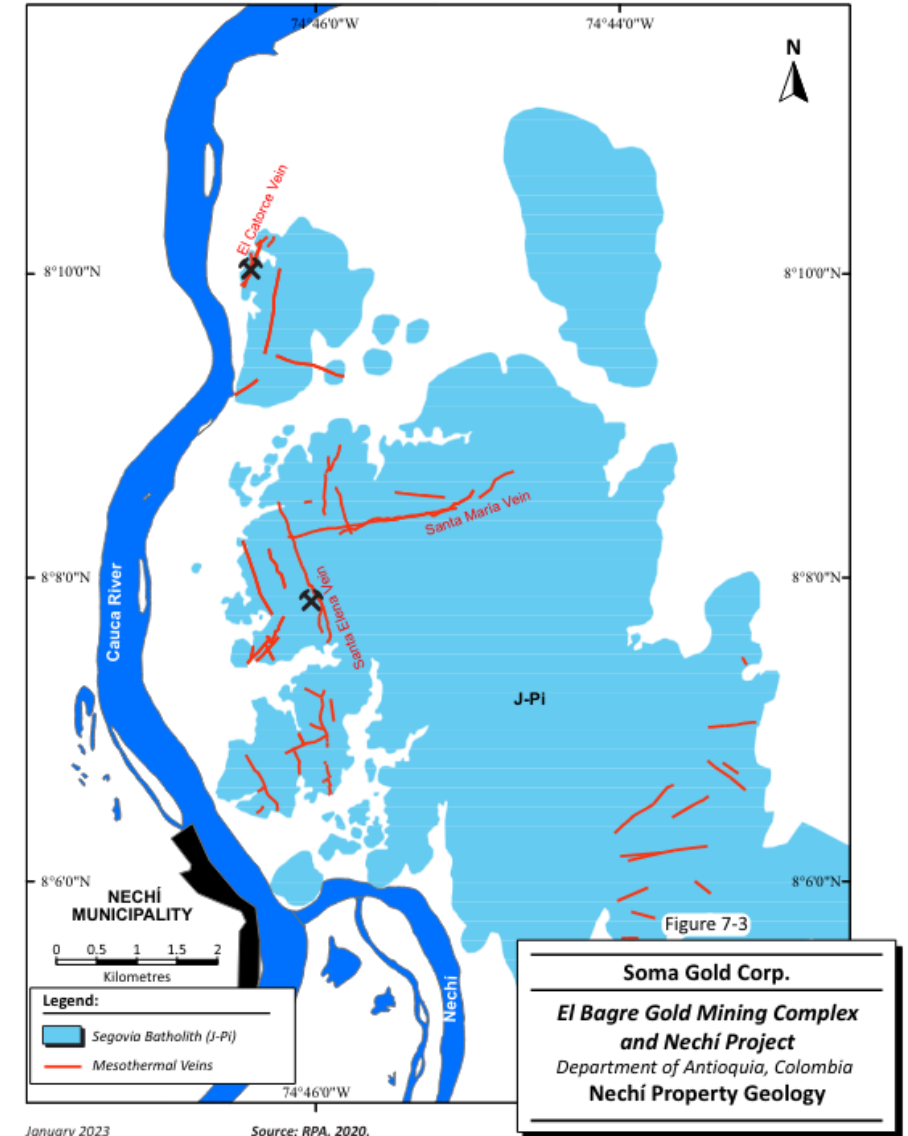 74°46'0"W
74°44'0"W
N
El Catorce Vein
8°10'0"N
8°10'0"N
Santa Maria Vein
8°8'0"N
8°8'0"N
Cauca River
Santa Elena Vein
J-Pi
8°6'0"N
8°6'0"N
NECHÍ
MUNICIPALITY
0 0.5 1 1.5 2
Kilometres
Nechí
Figure 7-3
Legend:
Segovia Batholith (J-Pi)
Mesothermal Veins
74°46'0"W
Soma Gold Corp.
El Bagre Gold Mining Complex
and Nechí Project
Department of Antioquia, Colombia
Nechí Property Geology
January 2023
Source: RPA, 2020.